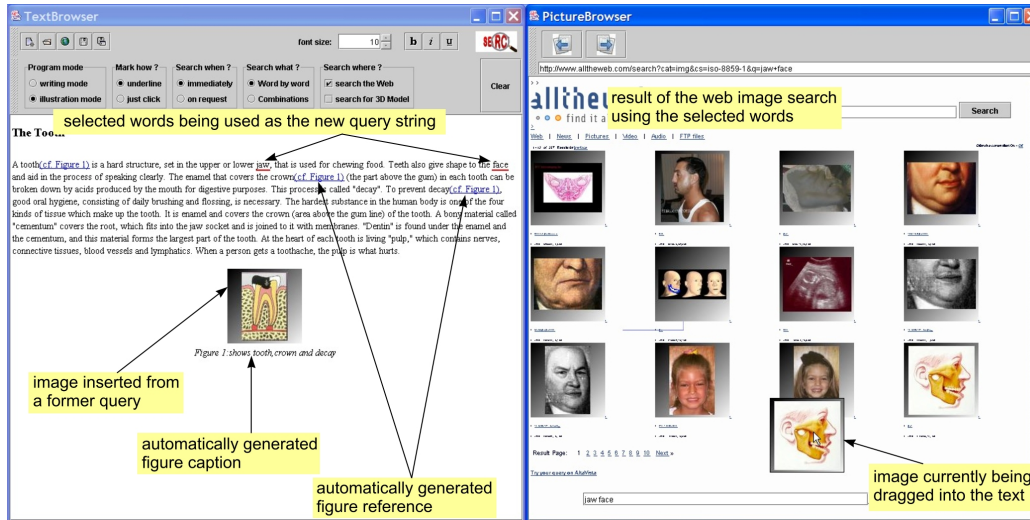 TextBrowser
font size: 10 b i u SE(RC)
Program mode Mark how ? Search when ? Search what ? Search where ?
writing mode underline immediately Word by word search the Web Clear
illustration mode just click on request Combinations search for 3D Model
selected words being used as the new query string
The Tooth
A tooth(cf. Figure 1) is a hard structure, set in the upper or lower jaw, that is used for chewing food. Teeth also give shape to the face
and aid in the process of speaking clearly. The enamel that covers the crown(cf. Figure 1) (the part above the gum) in each tooth can be
broken down by acids produced by the mouth for digestive purposes. This process is called "decay". To prevent decay(cf. Figure 1),
good oral hygiene, consisting of daily brushing and flossing, is necessary. The hardest substance in the human body is one of the four
kinds of tissue which make up the tooth. It is enamel and covers the crown (area above the gum line) of the tooth. A bony material called
"cementum" covers the root, which fits into the jaw socket and is joined to it with membranes. "Dentin" is found under the enamel and
the cementum, and this material forms the largest part of the tooth. At the heart of each tooth is living "pulp," which contains nerves,
connective tissues, blood vessels and lymphatics. When a person gets a toothache, the pulp is what hurts.
Figure 1:shows tooth,crown and decay
image inserted from
a former query
automatically generated
figure caption
automatically generated
figure reference
PictureBrowser
http://www.alltheweb.com/search?cat=img&cs=iso-8859-1&q=jaw+face
allthe
find it a
result of the web image search
using the selected words
Search
Web | News | Pictures | Video | Audio | FTP files
Result Page: 1 2 3 4 5 6 7 8 9 10 Next »
Try your query on AltaVista
image currently being
dragged into the text
jaw face